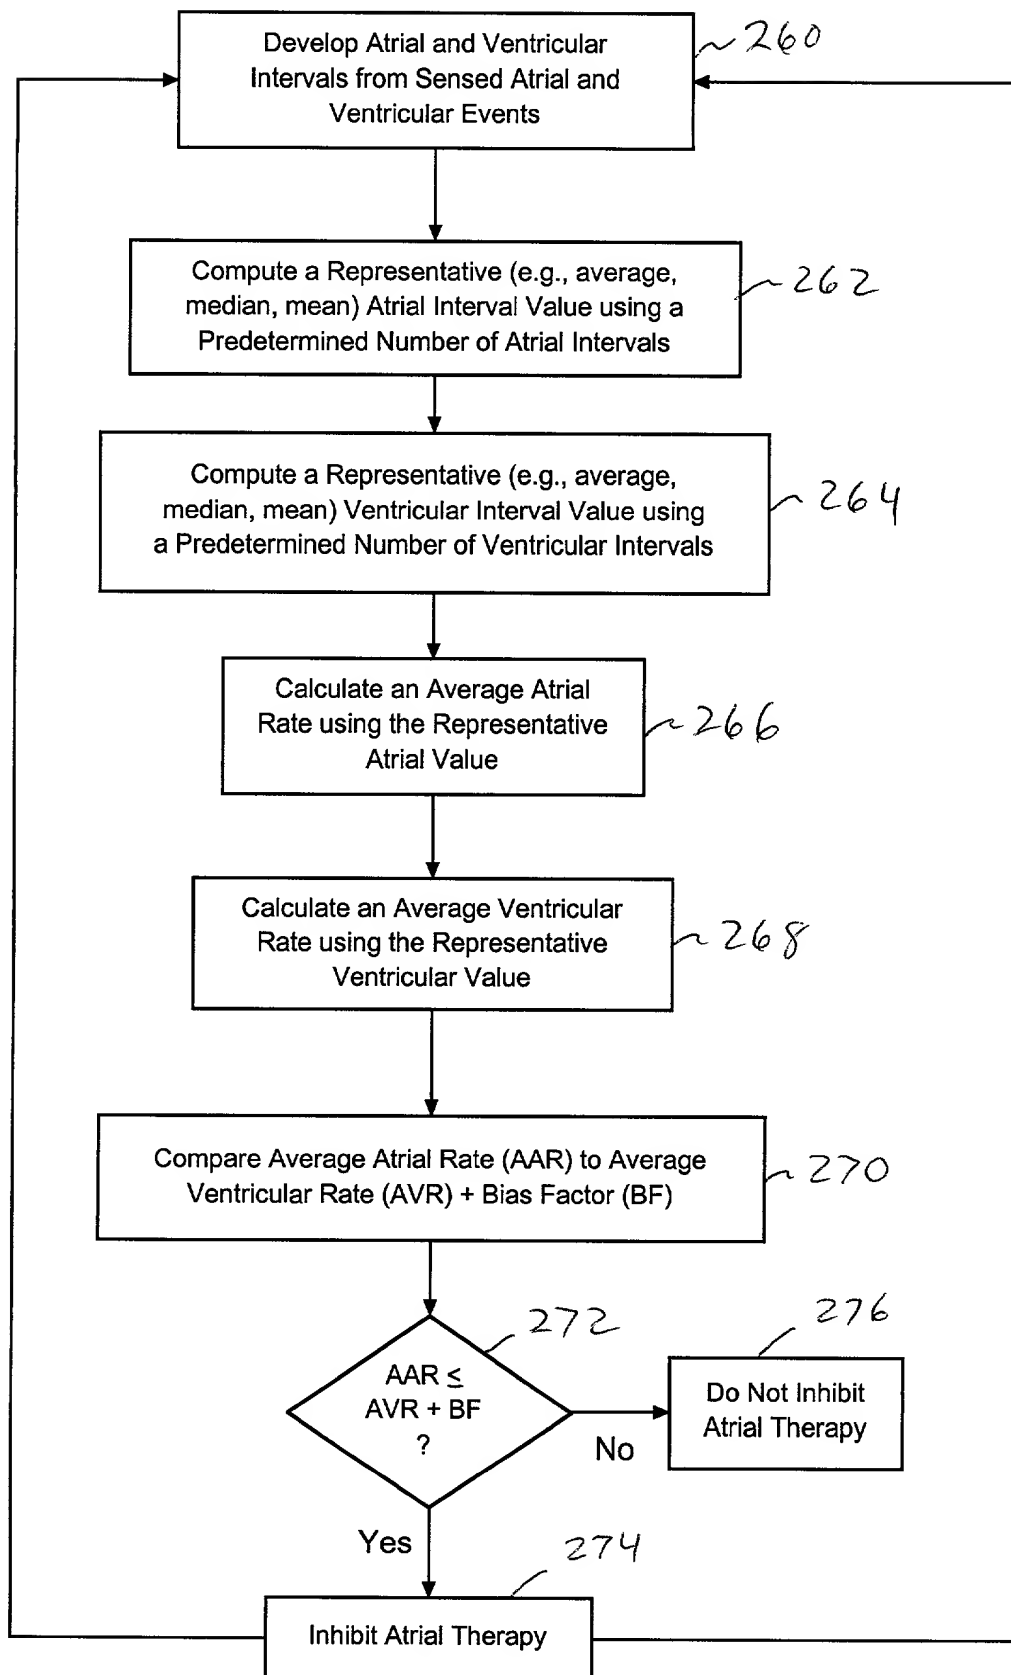 Develop Atrial and Ventricular
Intervals from Sensed Atrial and
Ventricular Events
260
Compute a Representative (e.g., average,
median, mean) Atrial Interval Value using a
Predetermined Number of Atrial Intervals
262
Compute a Representative (e.g., average,
median, mean) Ventricular Interval Value using
a Predetermined Number of Ventricular Intervals
264
Calculate an Average Atrial
Rate using the Representative
Atrial Value
266
Calculate an Average Ventricular
Rate using the Representative
Ventricular Value
268
Compare Average Atrial Rate (AAR) to Average
Ventricular Rate (AVR) + Bias Factor (BF)
270
272
AAR ≤
AVR + BF
?
No
276
Do Not Inhibit
Atrial Therapy
Yes
274
Inhibit Atrial Therapy